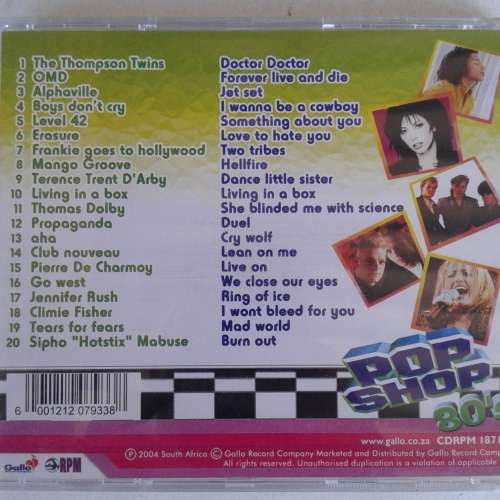 1 The Thompson Twins Doctor Doctor
2 OMD Forever live and die
3 Alphaville Jet set
4 Boys don't cry I wanna be a cowboy
5 Level 42 Something about you
6 Erasure Love to hate you
7 Frankie goes to hollywood Two tribes
8 Mango Groove Hellfire
9 Terence Trent D'Arby Dance little sister
10 Living in a box Living in a box
11 Thomas Dolby She blinded me with science
12 Propaganda Duel
13 aha Cry wolf
14 Club nouveau Lean on me
15 Pierre De Charmoy Live on
16 Go west We close our eyes
17 Jennifer Rush Ring of ice
18 Climie Fisher I wont bleed for you
19 Tears for fears Mad world
20 Sipho "Hotstix" Mabuse Burn out
POP
SHOP
80's
6 001212 079338
www.gallo.co.za CDRPM 187
Gallo RPM
℗ 2004 South Africa © Gallo Record Company Marketed and Distributed by Gallo Record Comp
All rights reserved. Unauthorised duplication is a violation of applicable